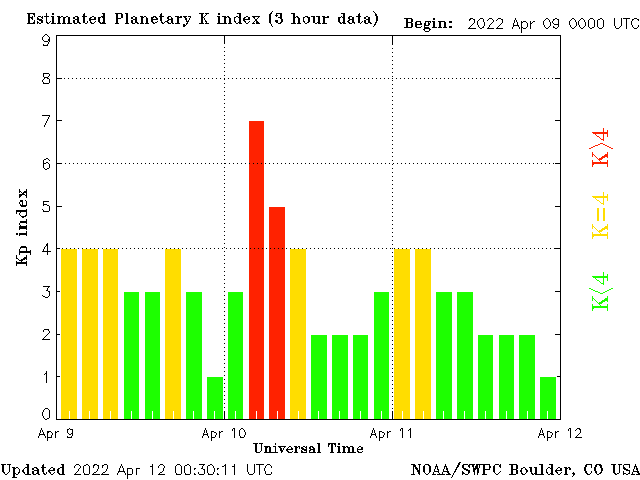 Estimated Planetary K index (3 hour data) Begin: 2022 Apr 09 0000 UTC
9
8
7
6
5
4
3
2
1
0
Kp index
K>4
K=4
K<4
Apr 9 Apr 10 Apr 11 Apr 12
Universal Time
Updated 2022 Apr 12 00:30:11 UTC NOAA/SWPC Boulder, CO USA